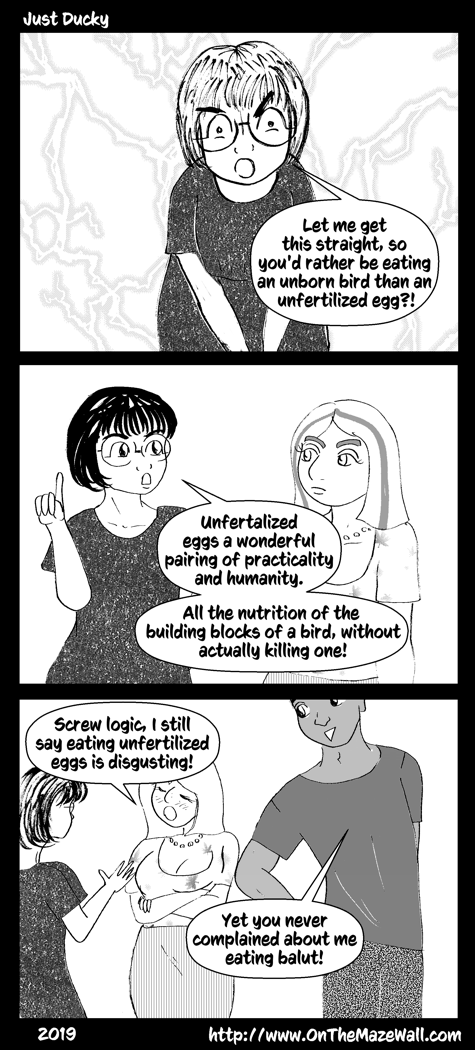 Just Ducky
Let me get
this straight, so
you'd rather be eating
an unborn bird than an
unfertilized egg?!
Unfertalized
eggs a wonderful
pairing of practicality
and humanity.
All the nutrition of the
building blocks of a bird, without
actually killing one!
Screw logic, I still
say eating unfertilized
eggs is disgusting!
Yet you never
complained about me
eating balut!
2019
http://www.OnTheMazeWall.com